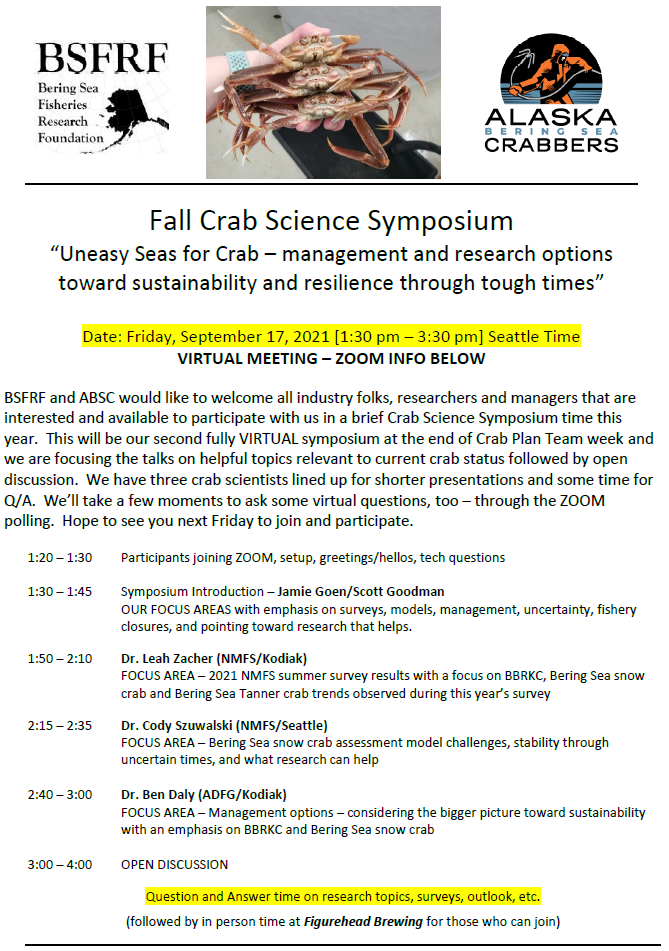 BSFRF
Bering Sea
Fisheries
Research
Foundation
ALASKA
BERING SEA
CRABBERS
Fall Crab Science Symposium
“Uneasy Seas for Crab – management and research options
toward sustainability and resilience through tough times”
Date: Friday, September 17, 2021 [1:30 pm – 3:30 pm] Seattle Time
VIRTUAL MEETING – ZOOM INFO BELOW
BSFRF and ABSC would like to welcome all industry folks, researchers and managers that are
interested and available to participate with us in a brief Crab Science Symposium time this
year. This will be our second fully VIRTUAL symposium at the end of Crab Plan Team week and
we are focusing the talks on helpful topics relevant to current crab status followed by open
discussion. We have three crab scientists lined up for shorter presentations and some time for
Q/A. We’ll take a few moments to ask some virtual questions, too – through the ZOOM
polling. Hope to see you next Friday to join and participate.
1:20 – 1:30 Participants joining ZOOM, setup, greetings/hellos, tech questions
1:30 – 1:45 Symposium Introduction – Jamie Goen/Scott Goodman
OUR FOCUS AREAS with emphasis on surveys, models, management, uncertainty, fishery
closures, and pointing toward research that helps.
1:50 – 2:10 Dr. Leah Zacher (NMFS/Kodiak)
FOCUS AREA – 2021 NMFS summer survey results with a focus on BBRKC, Bering Sea snow
crab and Bering Sea Tanner crab trends observed during this year’s survey
2:15 – 2:35 Dr. Cody Szuwalski (NMFS/Seattle)
FOCUS AREA – Bering Sea snow crab assessment model challenges, stability through
uncertain times, and what research can help
2:40 – 3:00 Dr. Ben Daly (ADFG/Kodiak)
FOCUS AREA – Management options – considering the bigger picture toward sustainability
with an emphasis on BBRKC and Bering Sea snow crab
3:00 – 4:00 OPEN DISCUSSION
Question and Answer time on research topics, surveys, outlook, etc.
(followed by in person time at Figurehead Brewing for those who can join)